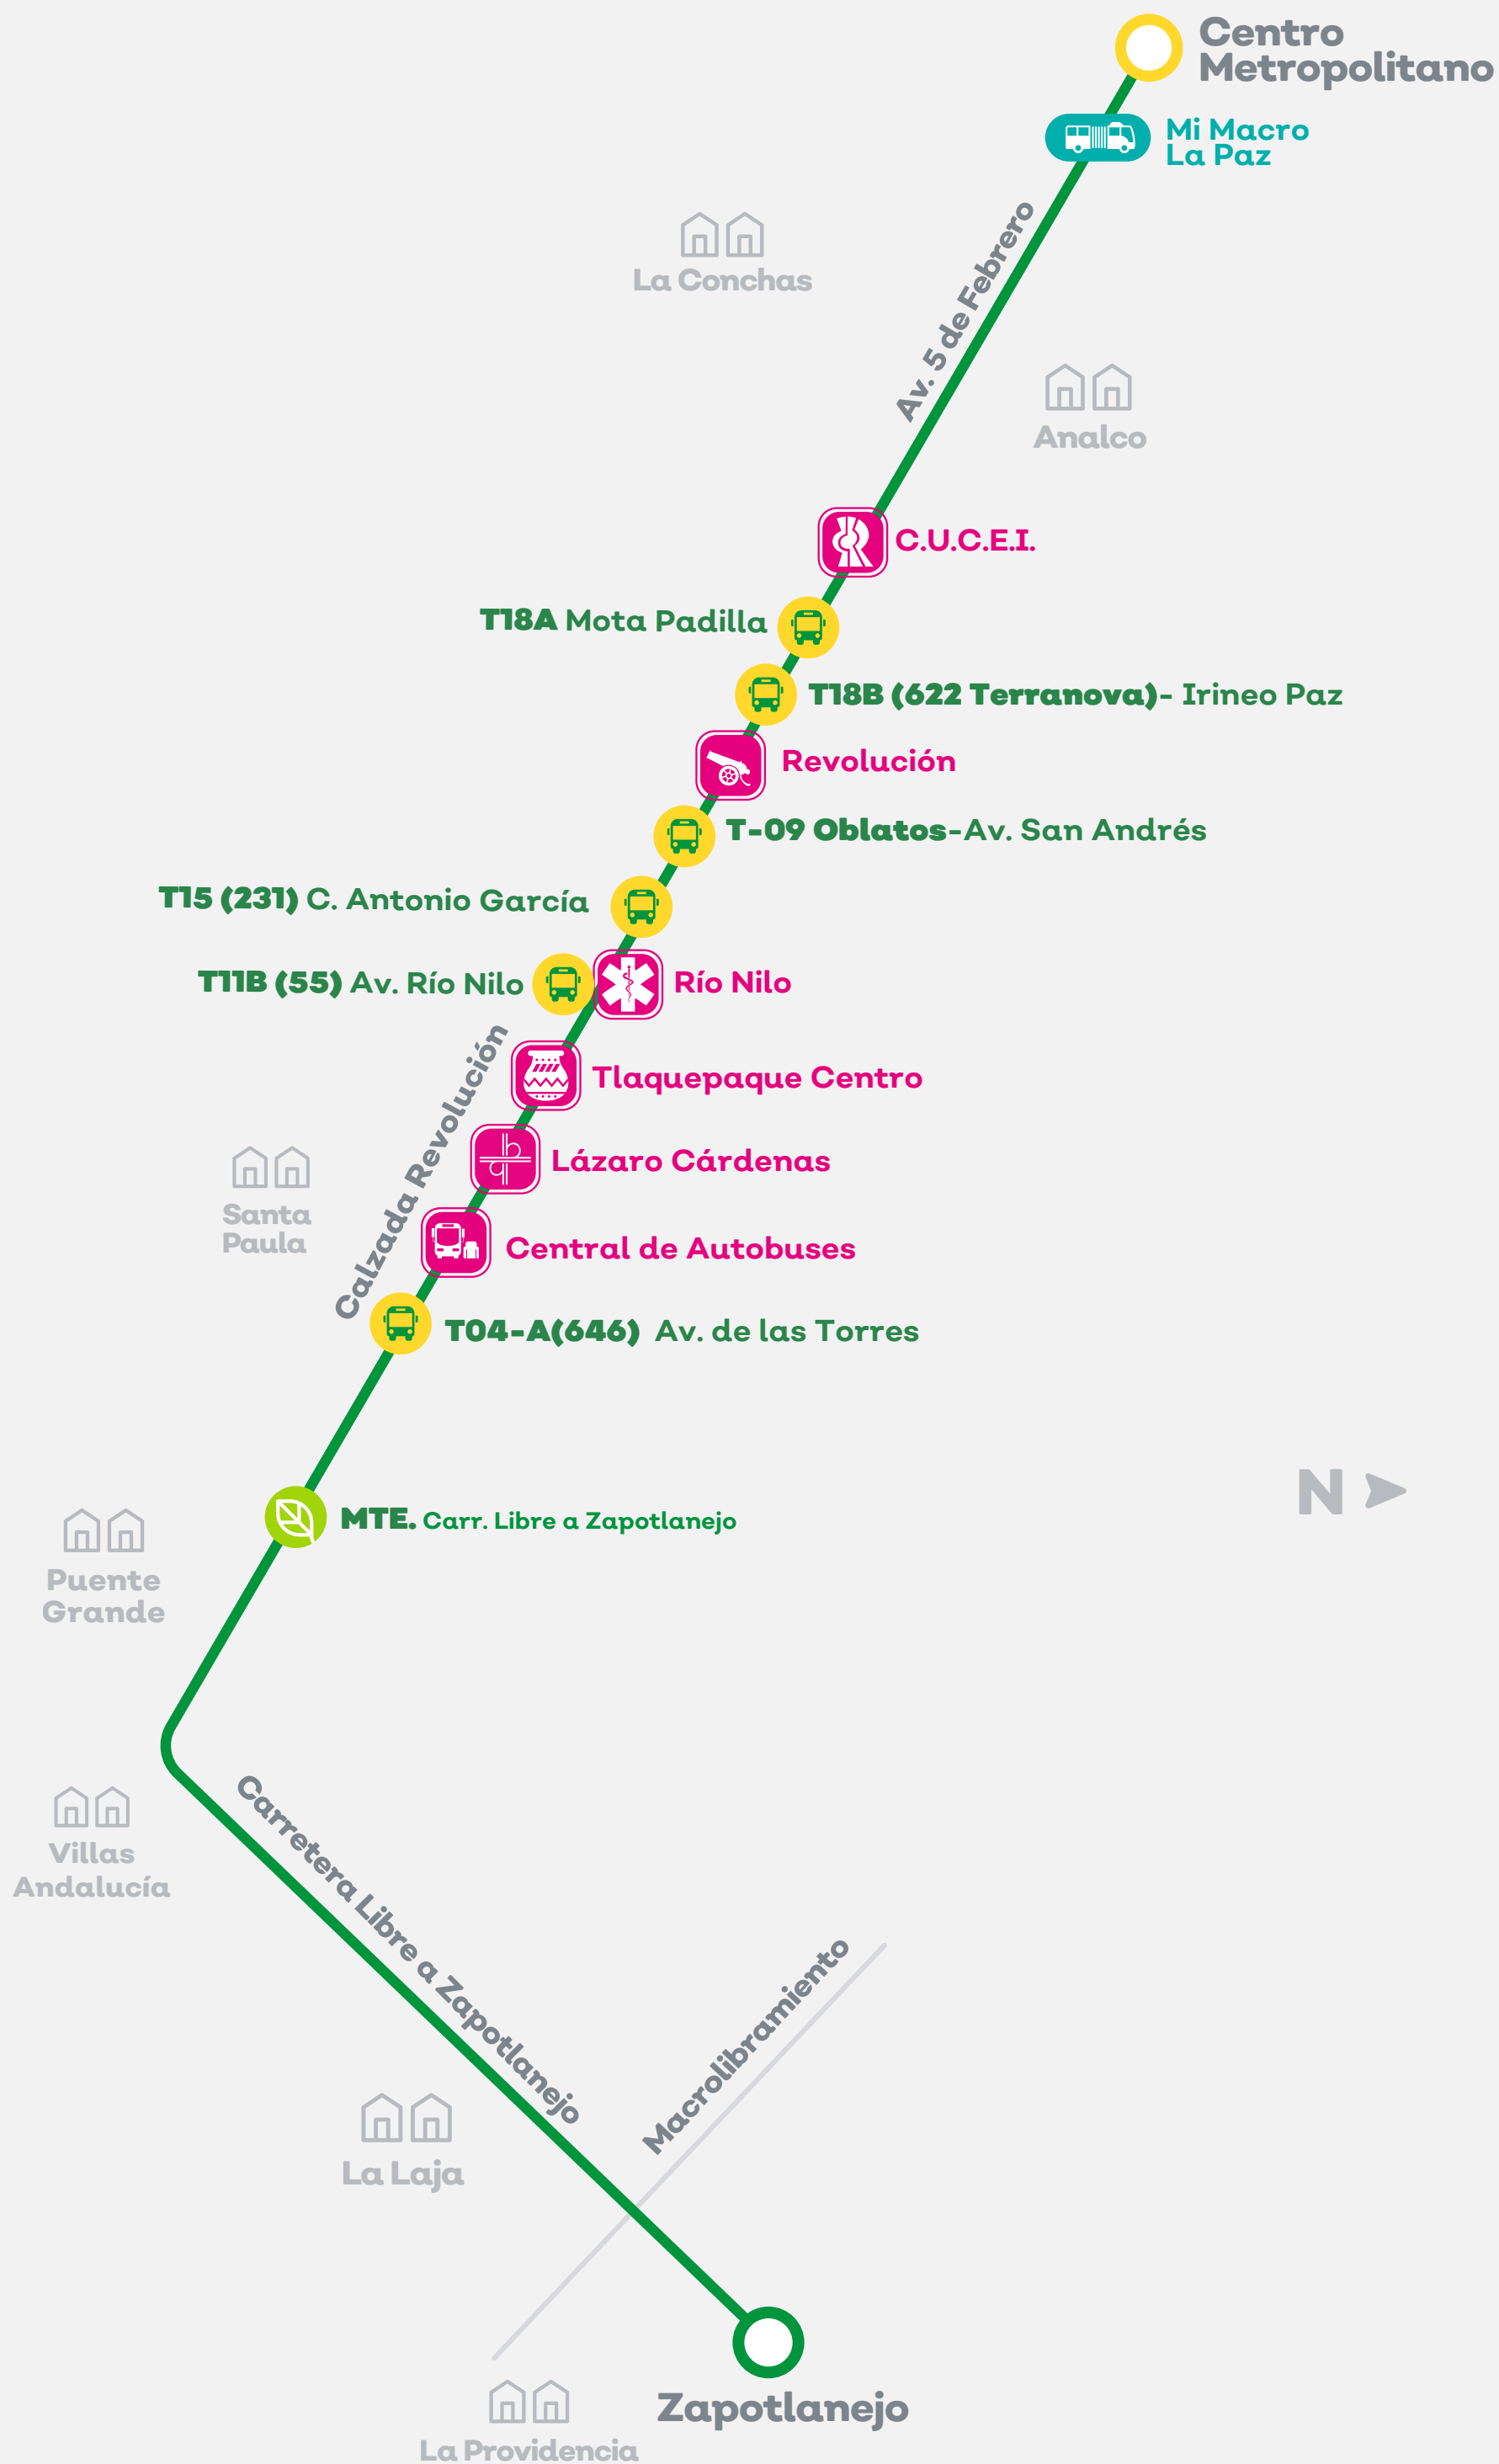 Centro
Metropolitano
Mi Macro
La Paz
Av. 5 de Febrero
La Conchas
Analco
C.U.C.E.I.
T18A Mota Padilla
T18B (622 Terranova)- Irineo Paz
Revolución
T-09 Oblatos-Av. San Andrés
T15 (231) C. Antonio García
T11B (55) Av. Río Nilo
Río Nilo
Calzada Revolución
Tlaquepaque Centro
Lázaro Cárdenas
Santa
Paula
Central de Autobuses
T04-A(646) Av. de las Torres
N
MTE. Carr. Libre a Zapotlanejo
Puente
Grande
Villas
Andalucía
Carretera Libre a Zapotlanejo
Macrolibramiento
La Laja
Zapotlanejo
La Providencia